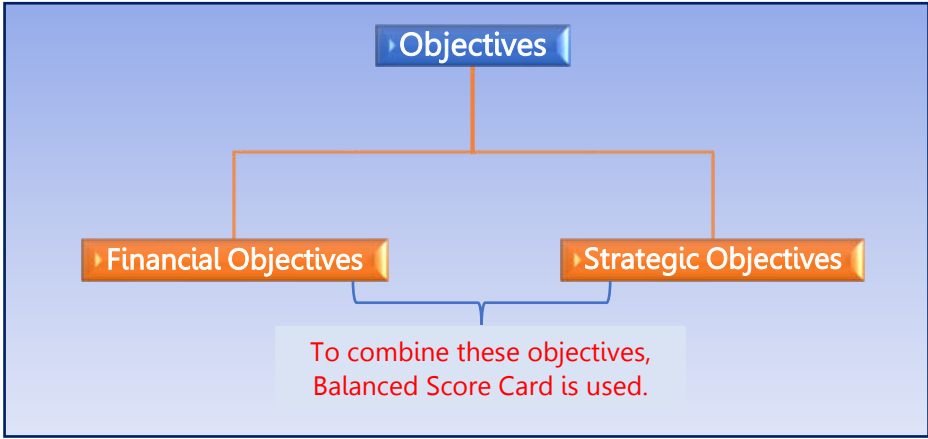 Objectives
Financial Objectives
Strategic Objectives
To combine these objectives,
Balanced Score Card is used.